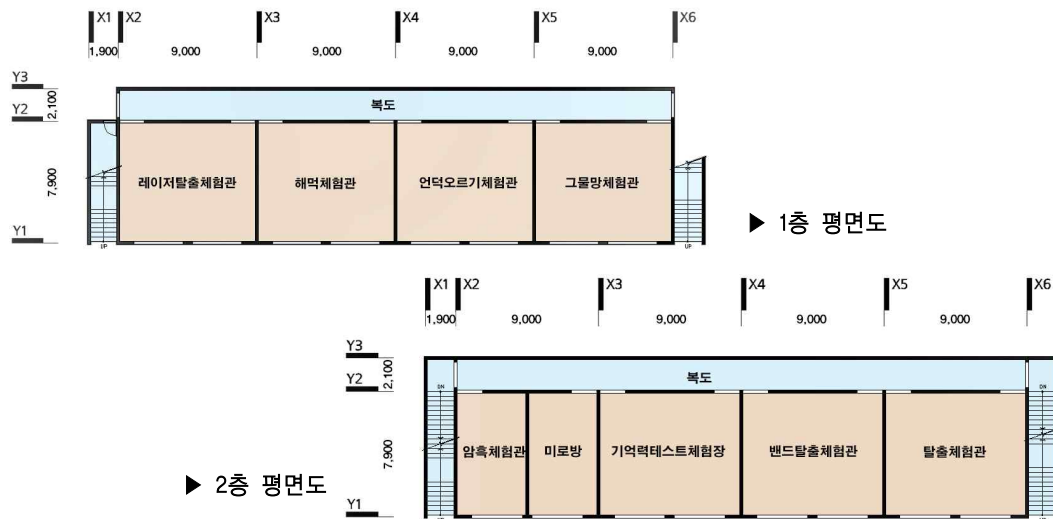 X1 X2 X3 X4 X5 X6
1,900 9,000 9,000 9,000 9,000
Y3
2,100
Y2
복도
7,900
레이저탈출체험관 해먹체험관 언덕오르기체험관 그물망체험관
Y1
UP UP
▶ 1층 평면도
X1 X2 X3 X4 X5 X6
1,900 9,000 9,000 9,000 9,000
Y3
2,100
Y2
복도
DN DN
7,900
암흑체험관 미로방 기억력테스트체험장 밴드탈출체험관 탈출체험관
▶ 2층 평면도
Y1
UP UP